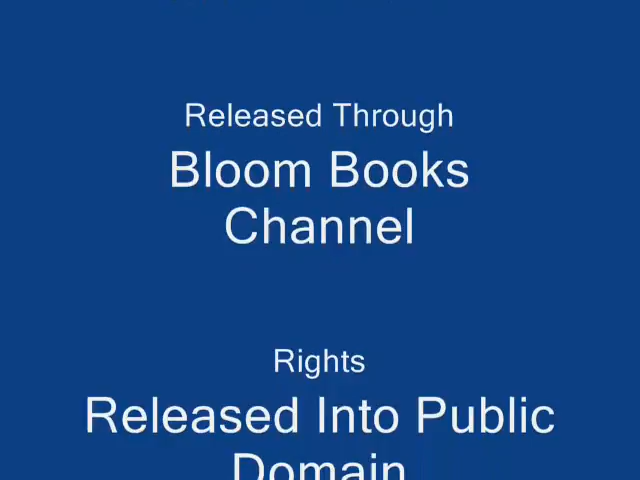 Released Through
Bloom Books
Channel
Rights
Released Into Public
Domain